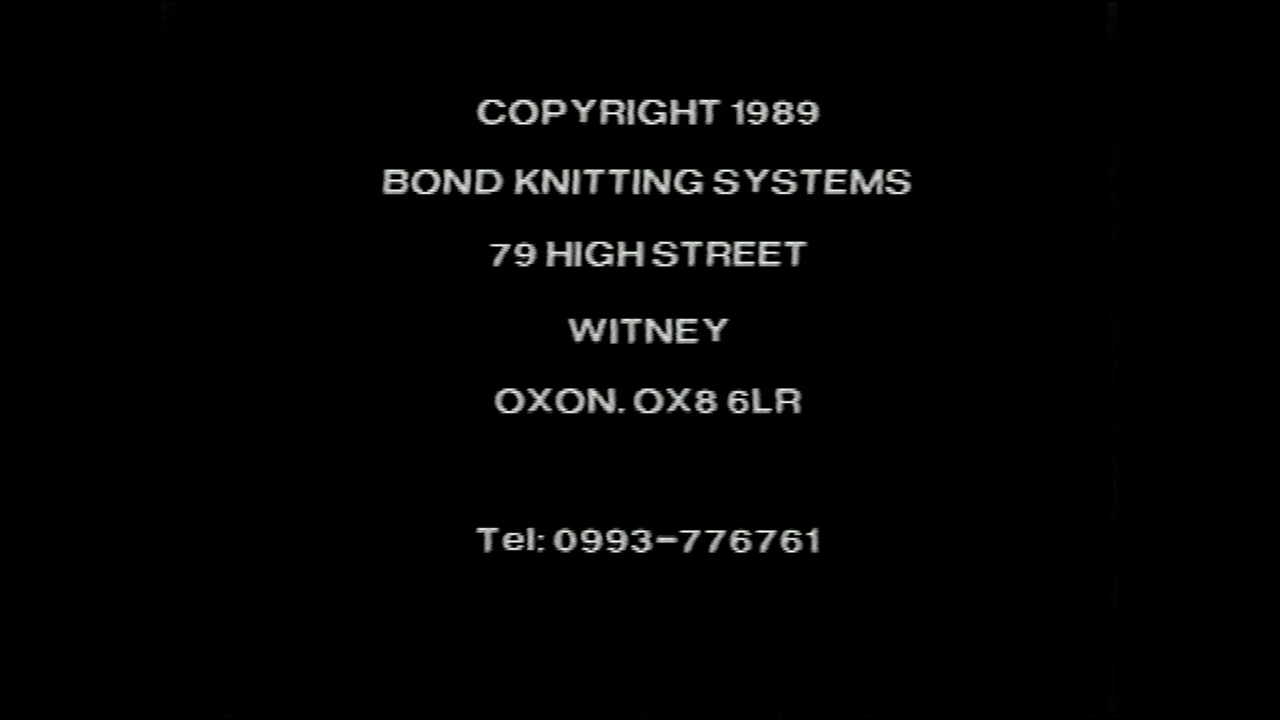 COPYRIGHT 1989
BOND KNITTING SYSTEMS
79 HIGH STREET
WITNEY
OXON. OX8 6LR
Tel: 0993-776761